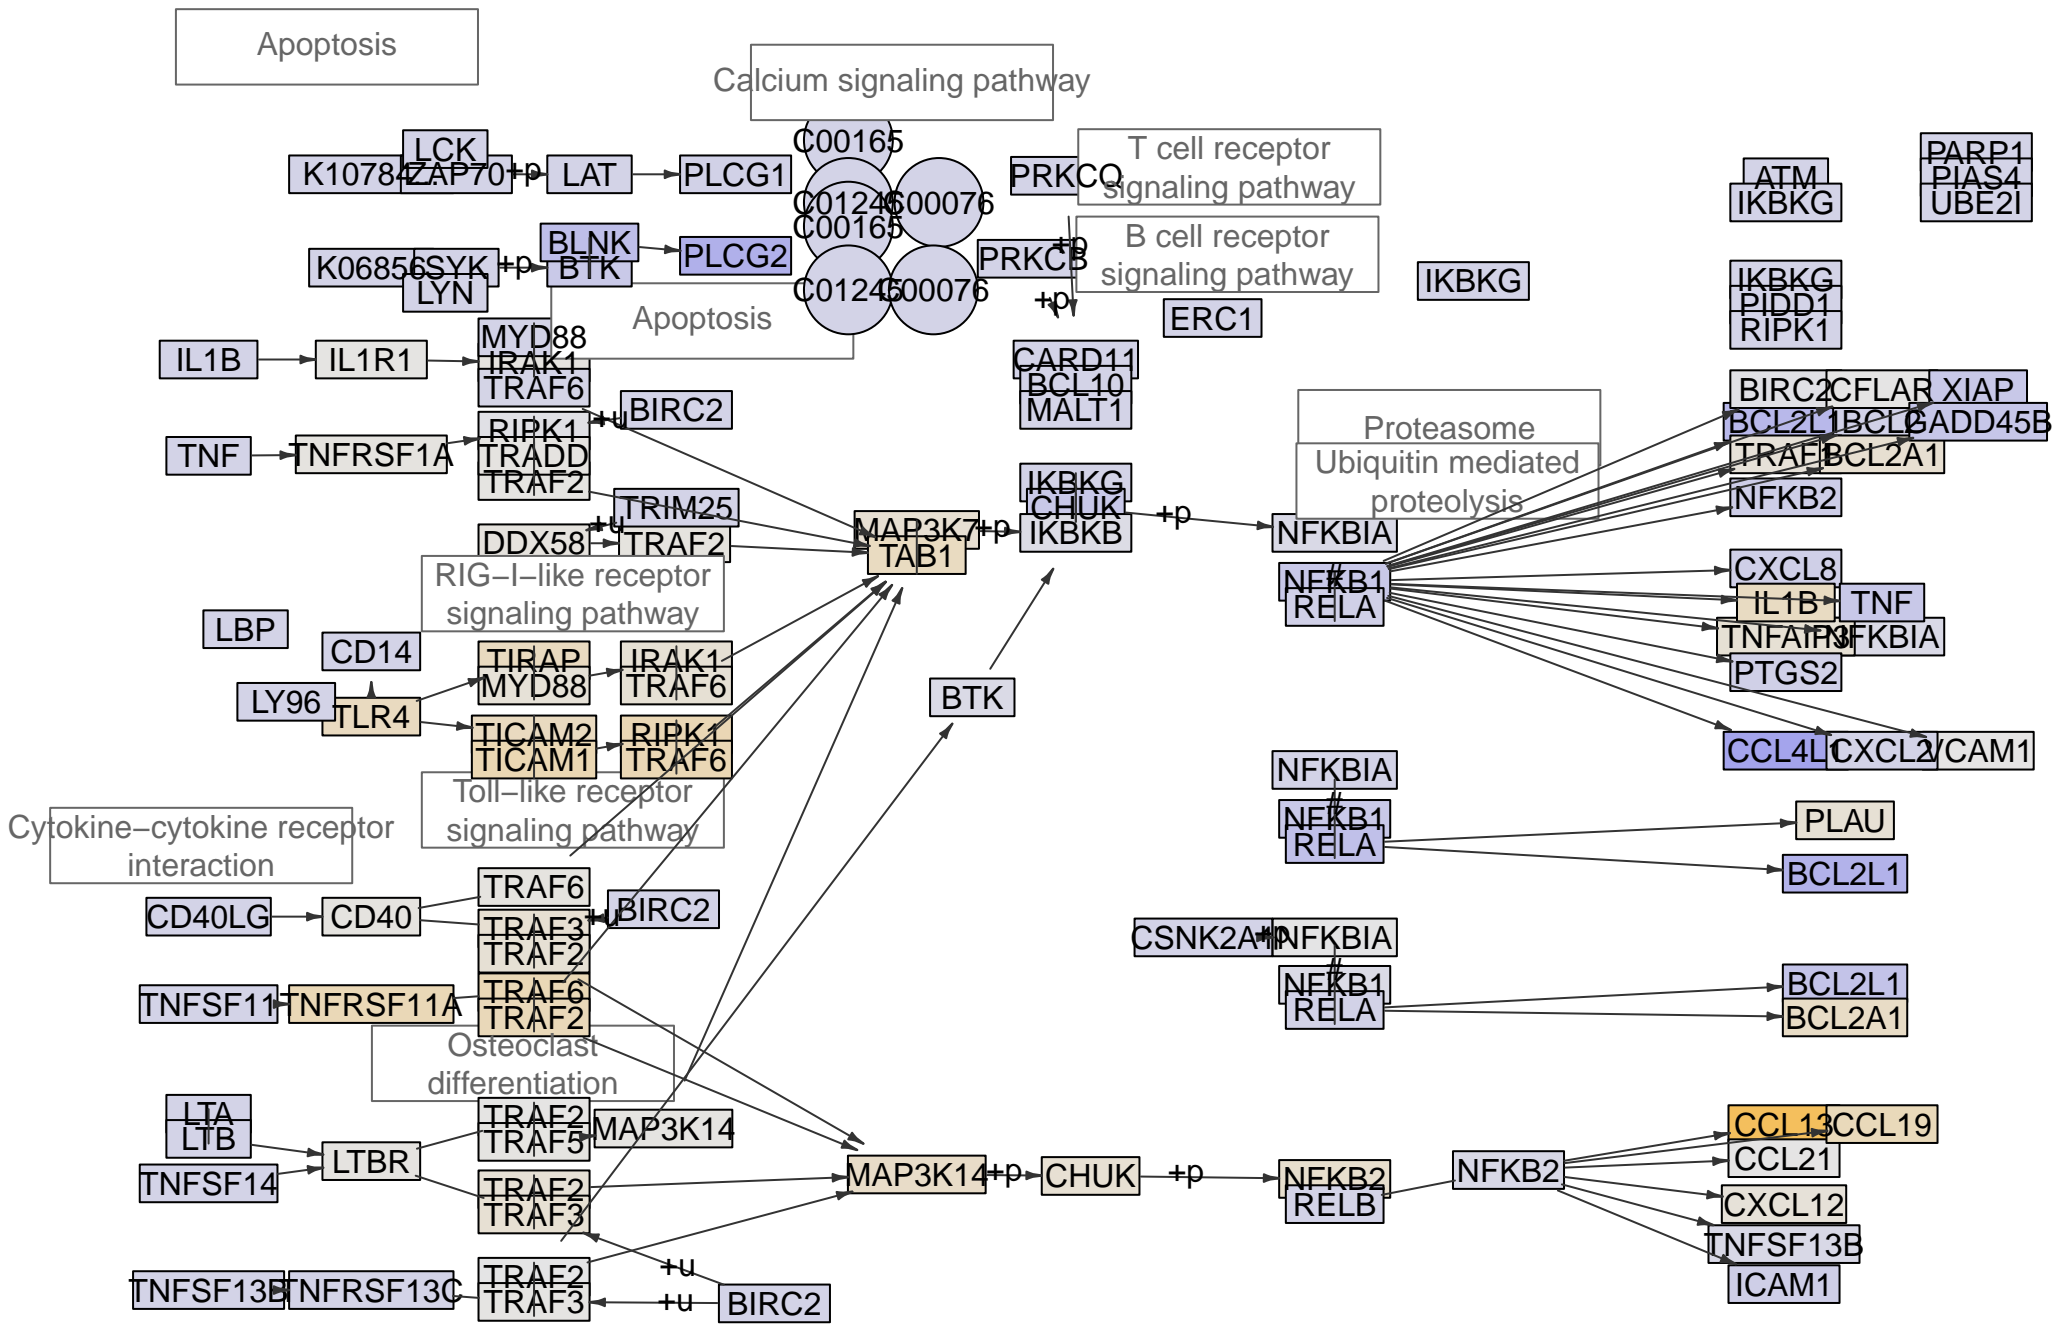 Apoptosis
Calcium signaling pathway
T cell receptor
signaling pathway
B cell receptor
signaling pathway
LCK
K10784
ZAP70
+p
LAT
PLCG1
C00165
C01245
C00076
C00165
C01245
C00076
PRKCQ
PRKCB
+p
+p
ATM
IKBKG
PARP1
PIAS4
UBE2I
BLNK
BTK
PLCG2
K06856
SYK
+p
LYN
Apoptosis
ERC1
IKBKG
IKBKG
PIDD1
RIPK1
IL1B
IL1R1
MYD88
IRAK1
TRAF6
CARD11
BCL10
MALT1
BIRC2
CFLAR
XIAP
BCL2L1
BCL2
GADD45B
TRAF1
BCL2A1
NFKB2
TNF
TNFRSF1A
RIPK1
TRADD
TRAF2
+u
BIRC2
Proteasome
Ubiquitin mediated
proteolysis
TRIM25
+u
DDX58
TRAF2
MAP3K7
TAB1
+p
IKBKG
CHUK
IKBKB
+p
NFKBIA
NFKB1
RELA
RIG−I−like receptor
signaling pathway
CXCL8
IL1B
TNF
TNFAIP3
NFKBIA
PTGS2
LBP
CD14
LY96
TLR4
TIRAP
MYD88
IRAK1
TRAF6
TICAM2
TICAM1
RIPK1
TRAF6
BTK
CCL4L1
CXCL2
VCAM1
Toll−like receptor
signaling pathway
Cytokine−cytokine receptor
interaction
NFKBIA
NFKB1
RELA
PLAU
BCL2L1
CD40LG
CD40
TRAF6
TRAF3
TRAF2
+u
BIRC2
CSNK2A1
+p
NFKBIA
NFKB1
RELA
BCL2L1
BCL2A1
TNFSF11
TNFRSF11A
TRAF6
TRAF2
Osteoclast
differentiation
LTA
LTB
TNFSF14
LTBR
TRAF2
TRAF5
MAP3K14
TRAF2
TRAF3
MAP3K14
+p
CHUK
+p
NFKB2
RELB
NFKB2
CCL13
CCL19
CCL21
CXCL12
TNFSF13B
ICAM1
TNFSF13B
TNFRSF13C
TRAF2
TRAF3
+u
+u
BIRC2